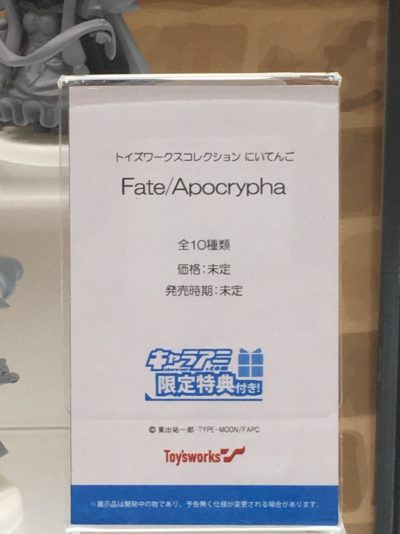 トイズワークスコレクション にいてんご
Fate/Apocrypha
全10種類
価格:未定
発売時期:未定
キャラアニ.com
限定特典付き!
©東出祐一郎・TYPE-MOON/FAPC
Toy'sworks
※展示品は開発中の物であり、予告無く仕様が変更される場合があります。